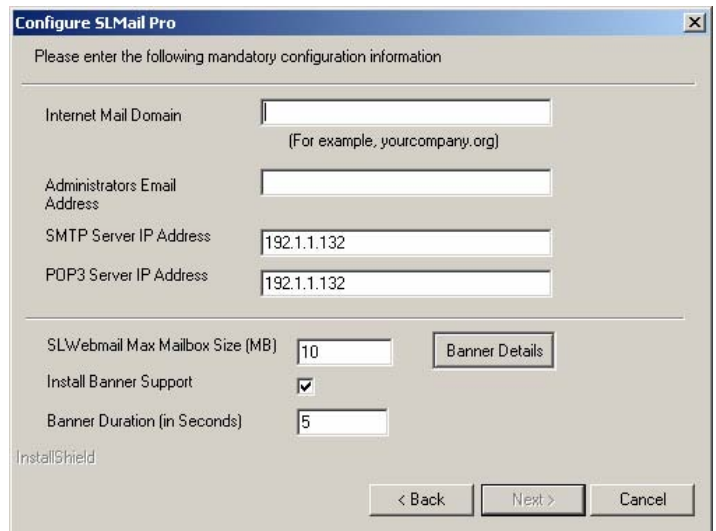 Configure SLMail Pro
Please enter the following mandatory configuration information
Internet Mail Domain
(For example, yourcompany.org)
Administrators Email
Address
SMTP Server IP Address
192.1.1.132
POP3 Server IP Address
192.1.1.132
SLWebmail Max Mailbox Size (MB)
10
Banner Details
Install Banner Support
Banner Duration (in Seconds)
5
InstallShield
< Back
Next >
Cancel